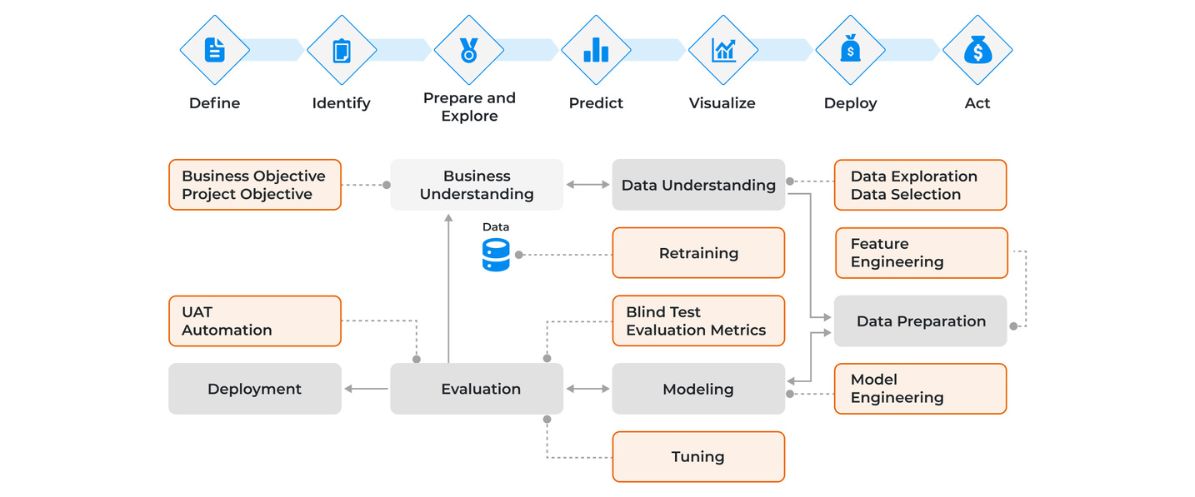 Define
Identify
Prepare and
Explore
Predict
Visualize
Deploy
Act
Business Objective
Project Objective
Business
Understanding
Data Understanding
Data Exploration
Data Selection
Data
Retraining
Feature
Engineering
UAT
Automation
Blind Test
Evaluation Metrics
Data Preparation
Deployment
Evaluation
Modeling
Model
Engineering
Tuning